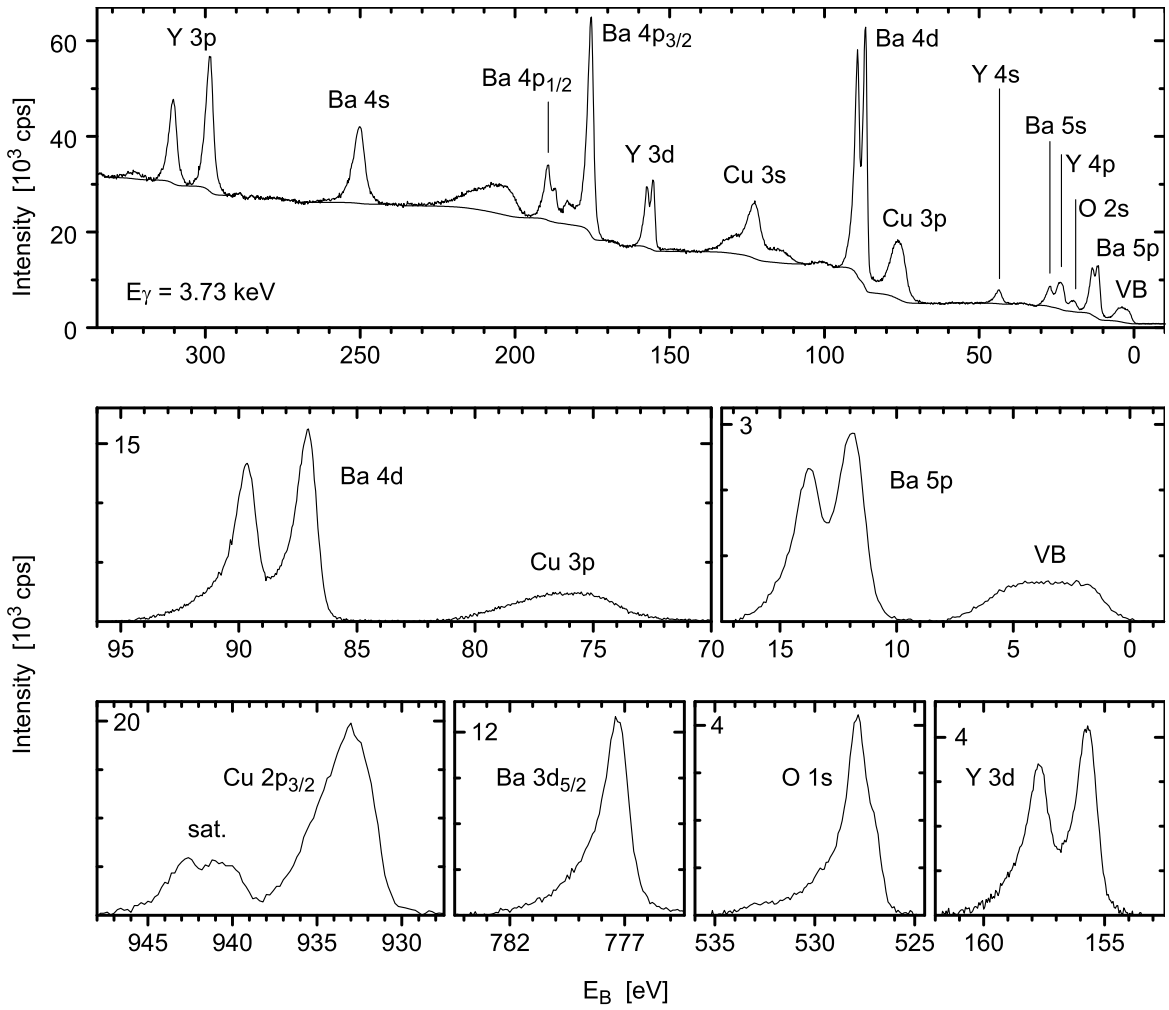 Intensity [10³ cps]
60
40
20
0
Y 3p
Ba 4s
Ba 4p1/2
Ba 4p3/2
Y 3d
Cu 3s
Ba 4d
Cu 3p
Y 4s
Ba 5s
Y 4p
O 2s
Ba 5p
VB
Eγ = 3.73 keV
300 250 200 150 100 50 0
Intensity [10³ cps]
15
Ba 4d
Cu 3p
95 90 85 80 75 70
3
Ba 5p
VB
15 10 5 0
20
Cu 2p3/2
sat.
945 940 935 930
12
Ba 3d5/2
782 777
4
O 1s
535 530 525
4
Y 3d
160 155
EB [eV]